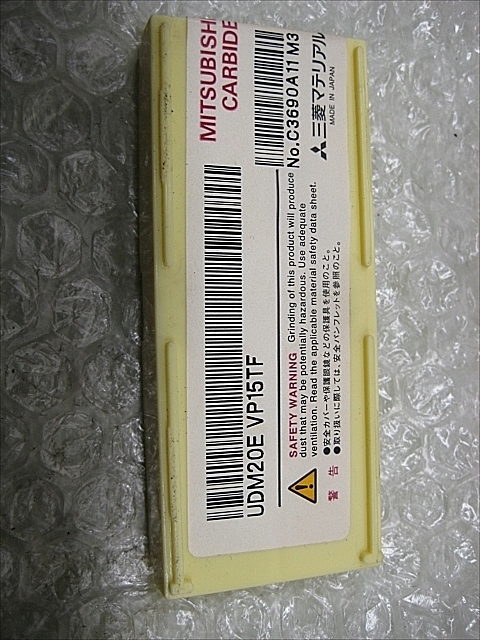 MITSUBISHI
CARBIDE
UDM20E VP15TF
No.C3690A11 M3
三菱マテリアル
MADE IN JAPAN
SAFETY WARNING Grinding of this product will produce
dust that may be potentially hazardous. Use adequate
ventilation. Read the applicable material safety data sheet.
警告
●安全カバーや保護眼鏡などの保護具を使用のこと。
●取り扱いに際しては、安全パンフレットを参照のこと。